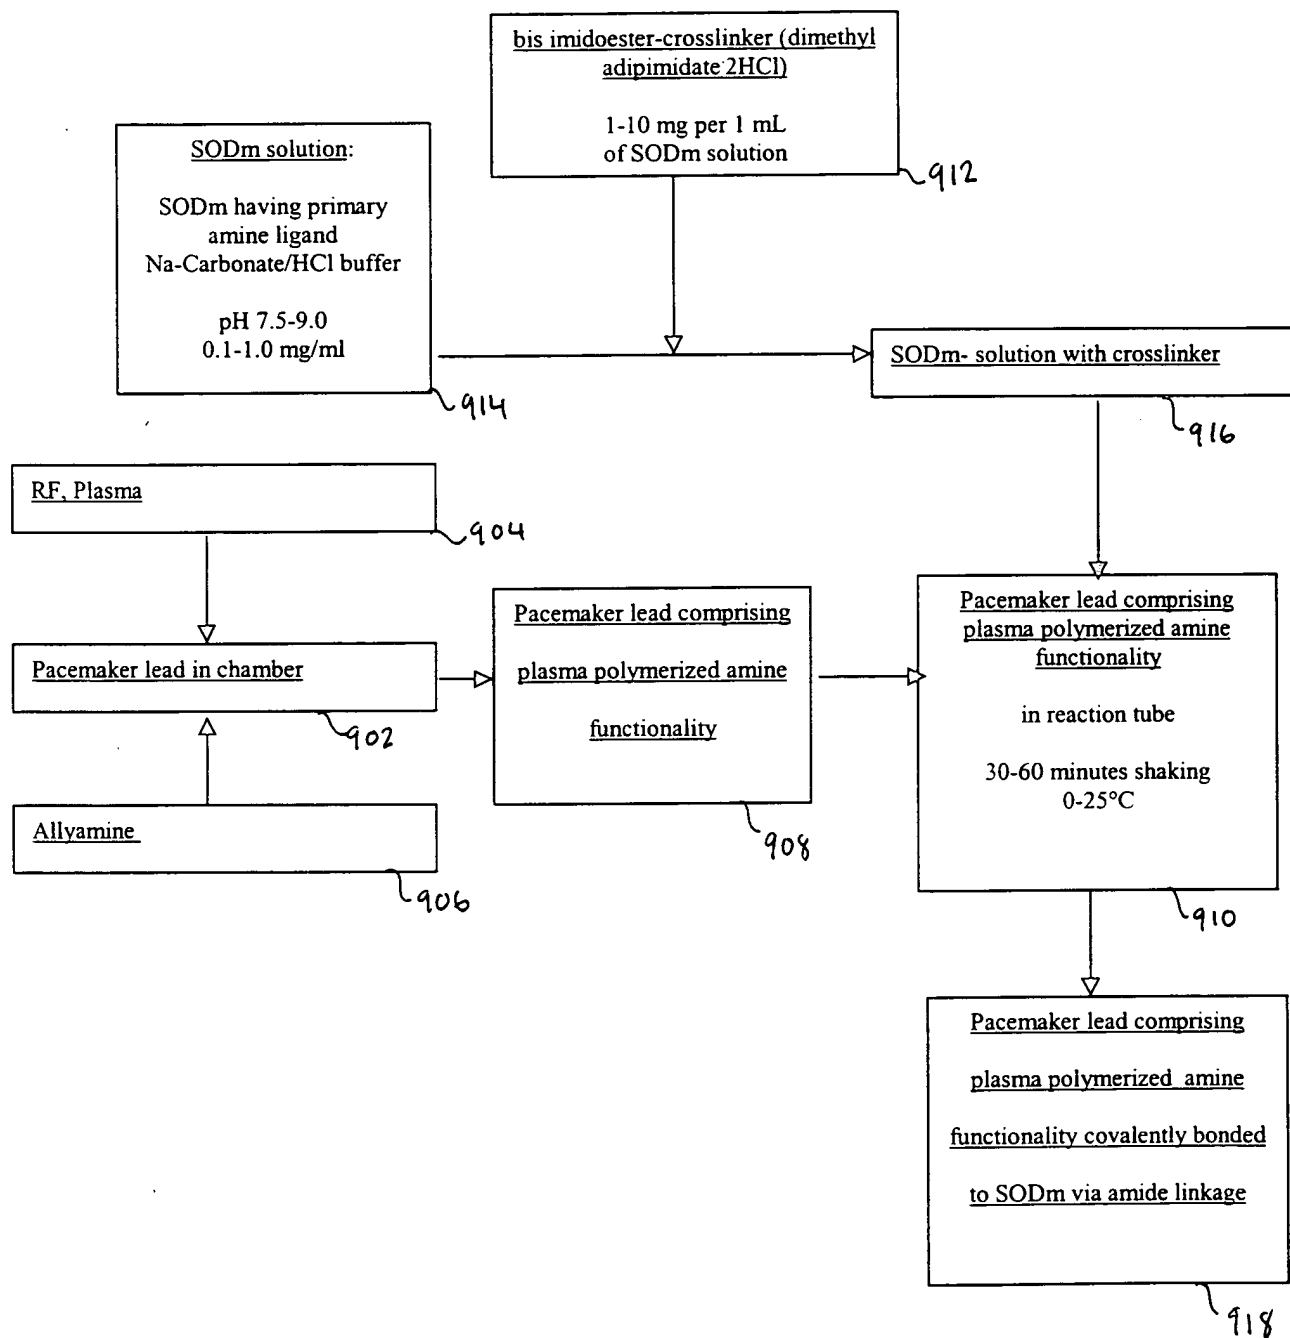 bis imidoester-crosslinker (dimethyl
adipimidate 2HCl)
1-10 mg per 1 mL
of SODm solution
912
SODm solution:
SODm having primary
amine ligand
Na-Carbonate/HCl buffer
pH 7.5-9.0
0.1-1.0 mg/ml
914
SODm- solution with crosslinker
916
RF, Plasma
904
Pacemaker lead in chamber
902
Allyamine
906
Pacemaker lead comprising
plasma polymerized amine
functionality
908
Pacemaker lead comprising
plasma polymerized amine
functionality
in reaction tube
30-60 minutes shaking
0-25°C
910
Pacemaker lead comprising
plasma polymerized amine
functionality covalently bonded
to SODm via amide linkage
918